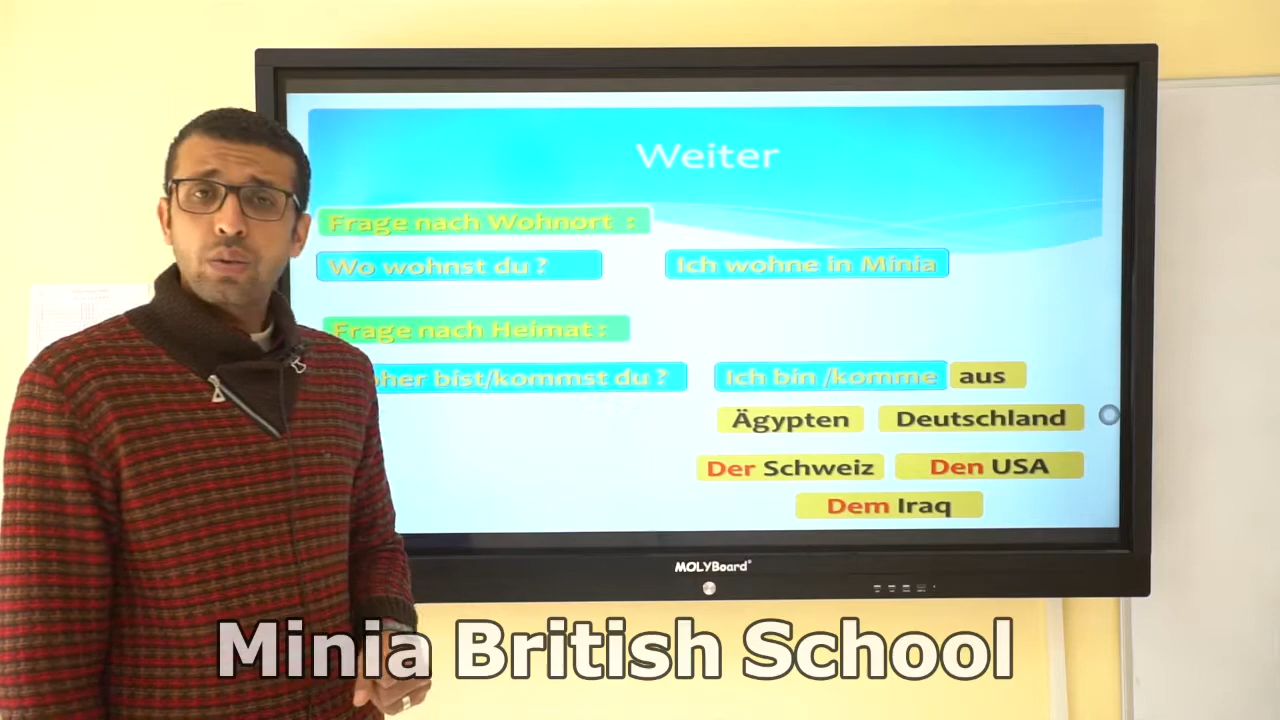 Weiter
Frage nach Wohnort :
Wo wohnst du ? Ich wohne in Minia
Frage nach Heimat :
bist/kommst du ? Ich bin /komme aus
Ägypten Deutschland
Der Schweiz Den USA
Dem Iraq
MOLYBoard
Minia British School